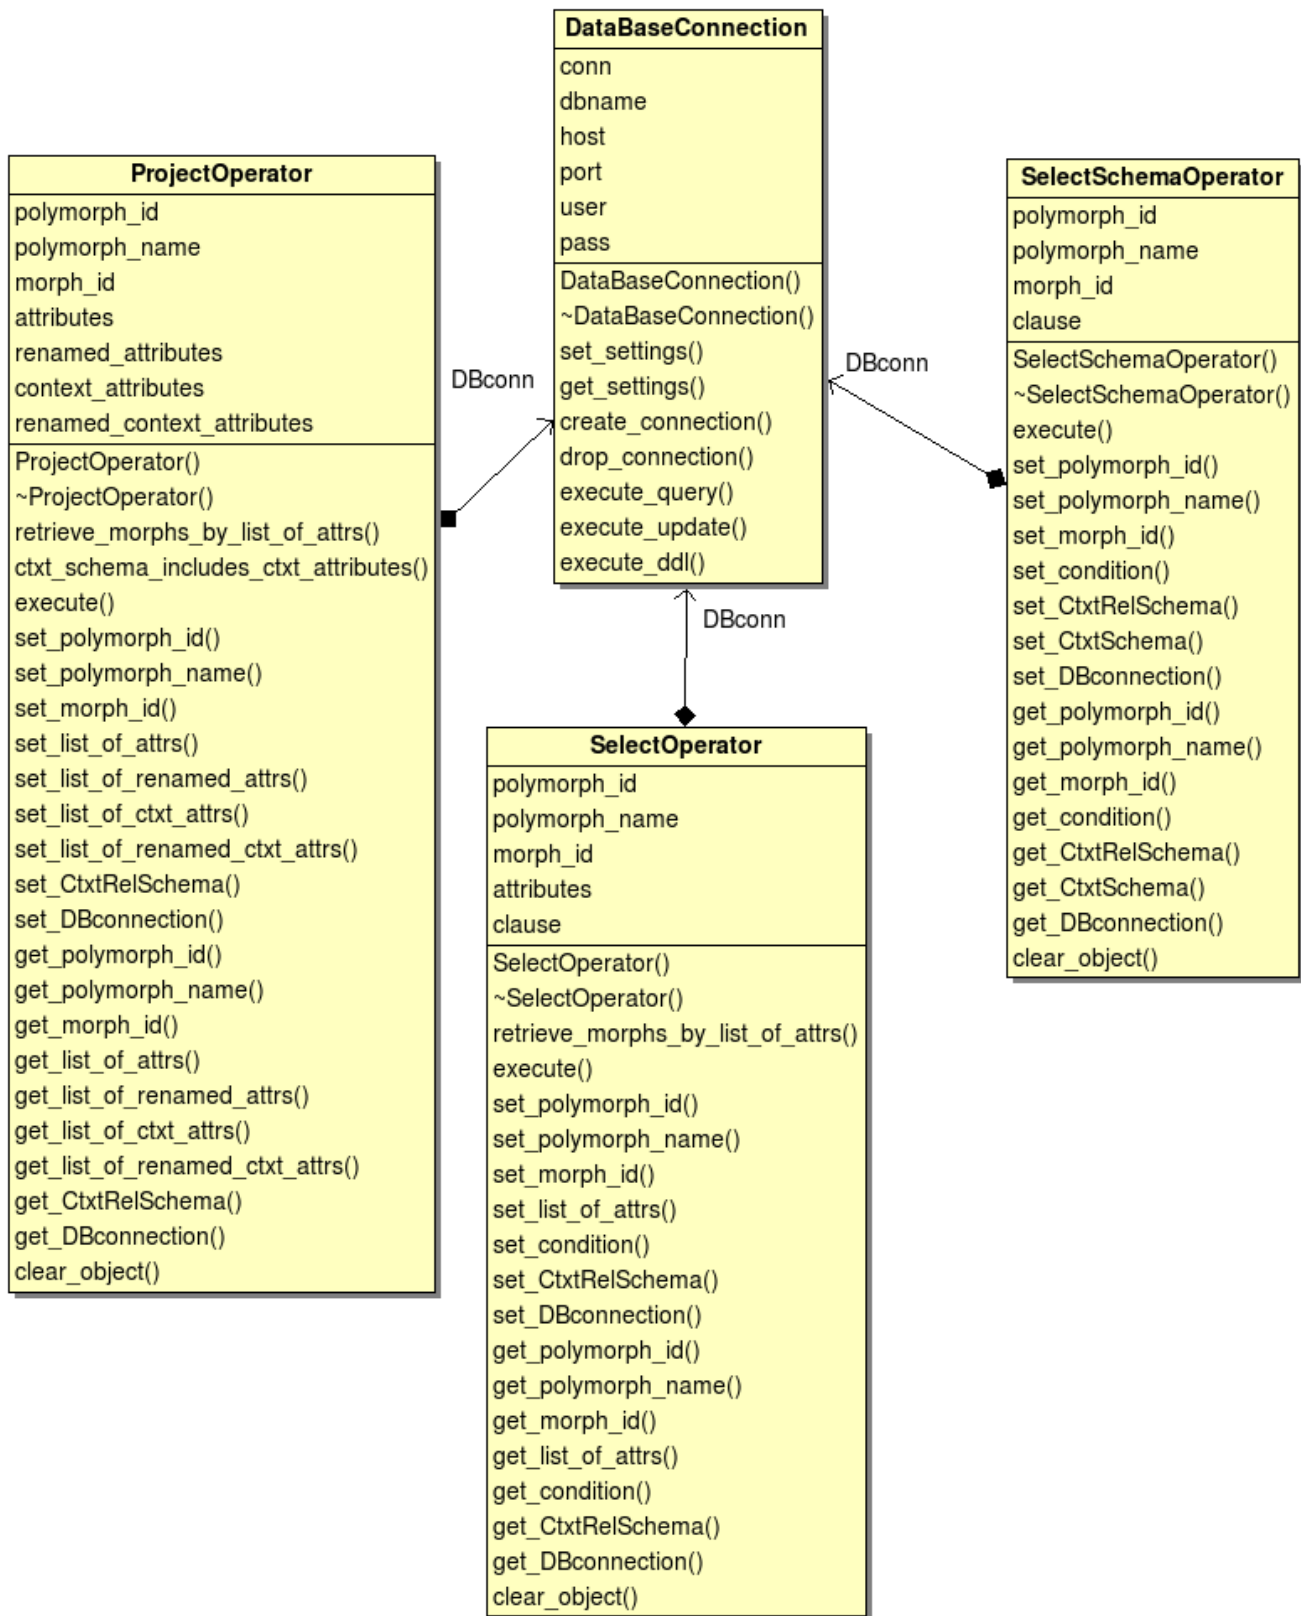 DataBaseConnection
conn
dbname
host
port
user
pass
DataBaseConnection()
~DataBaseConnection()
set_settings()
get_settings()
create_connection()
drop_connection()
execute_query()
execute_update()
execute_ddl()
ProjectOperator
polymorph_id
polymorph_name
morph_id
attributes
renamed_attributes
context_attributes
renamed_context_attributes
ProjectOperator()
~ProjectOperator()
retrieve_morphs_by_list_of_attrs()
ctxt_schema_includes_ctxt_attributes()
execute()
set_polymorph_id()
set_polymorph_name()
set_morph_id()
set_list_of_attrs()
set_list_of_renamed_attrs()
set_list_of_ctxt_attrs()
set_list_of_renamed_ctxt_attrs()
set_CtxtRelSchema()
set_DBconnection()
get_polymorph_id()
get_polymorph_name()
get_morph_id()
get_list_of_attrs()
get_list_of_renamed_attrs()
get_list_of_ctxt_attrs()
get_list_of_renamed_ctxt_attrs()
get_CtxtRelSchema()
get_DBconnection()
clear_object()
DBconn
DBconn
DBconn
SelectSchemaOperator
polymorph_id
polymorph_name
morph_id
clause
SelectSchemaOperator()
~SelectSchemaOperator()
execute()
set_polymorph_id()
set_polymorph_name()
set_morph_id()
set_condition()
set_CtxtRelSchema()
set_CtxtSchema()
set_DBconnection()
get_polymorph_id()
get_polymorph_name()
get_morph_id()
get_condition()
get_CtxtRelSchema()
get_CtxtSchema()
get_DBconnection()
clear_object()
SelectOperator
polymorph_id
polymorph_name
morph_id
attributes
clause
SelectOperator()
~SelectOperator()
retrieve_morphs_by_list_of_attrs()
execute()
set_polymorph_id()
set_polymorph_name()
set_morph_id()
set_list_of_attrs()
set_condition()
set_CtxtRelSchema()
set_DBconnection()
get_polymorph_id()
get_polymorph_name()
get_morph_id()
get_list_of_attrs()
get_condition()
get_CtxtRelSchema()
get_DBconnection()
clear_object()